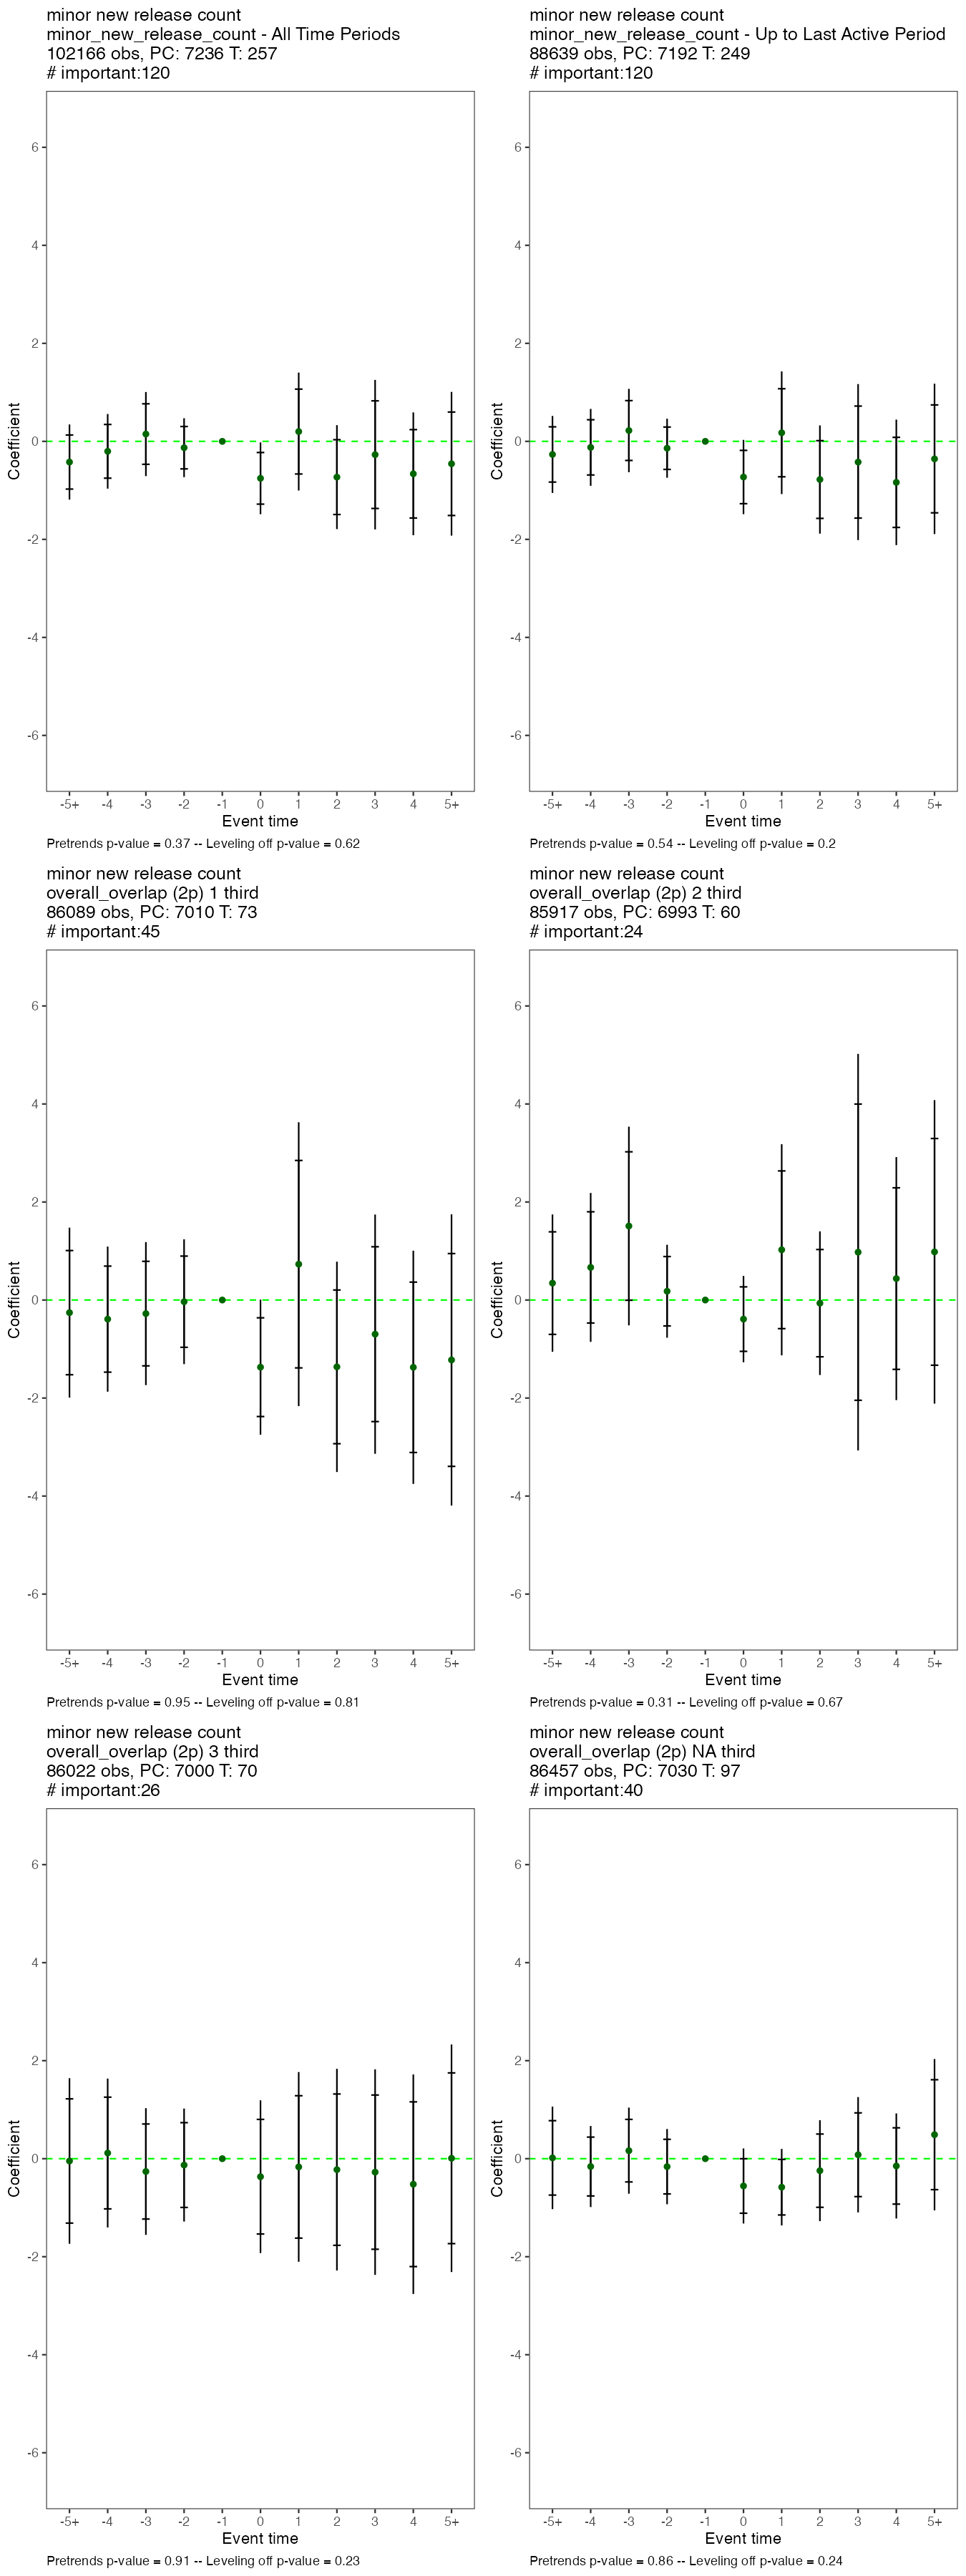 minor new release count
minor_new_release_count - All Time Periods
102166 obs, PC: 7236 T: 257
# important:120
Coefficient
6
4
2
0
-2
-4
-6
-5+ -4 -3 -2 -1 0 1 2 3 4 5+
Event time
Pretrends p-value = 0.37 -- Leveling off p-value = 0.62
minor new release count
minor_new_release_count - Up to Last Active Period
88639 obs, PC: 7192 T: 249
# important:120
Coefficient
6
4
2
0
-2
-4
-6
-5+ -4 -3 -2 -1 0 1 2 3 4 5+
Event time
Pretrends p-value = 0.54 -- Leveling off p-value = 0.2
minor new release count
overall_overlap (2p) 1 third
86089 obs, PC: 7010 T: 73
# important:45
Coefficient
6
4
2
0
-2
-4
-6
-5+ -4 -3 -2 -1 0 1 2 3 4 5+
Event time
Pretrends p-value = 0.95 -- Leveling off p-value = 0.81
minor new release count
overall_overlap (2p) 2 third
85917 obs, PC: 6993 T: 60
# important:24
Coefficient
6
4
2
0
-2
-4
-6
-5+ -4 -3 -2 -1 0 1 2 3 4 5+
Event time
Pretrends p-value = 0.31 -- Leveling off p-value = 0.67
minor new release count
overall_overlap (2p) 3 third
86022 obs, PC: 7000 T: 70
# important:26
Coefficient
6
4
2
0
-2
-4
-6
-5+ -4 -3 -2 -1 0 1 2 3 4 5+
Event time
Pretrends p-value = 0.91 -- Leveling off p-value = 0.23
minor new release count
overall_overlap (2p) NA third
86457 obs, PC: 7030 T: 97
# important:40
Coefficient
6
4
2
0
-2
-4
-6
-5+ -4 -3 -2 -1 0 1 2 3 4 5+
Event time
Pretrends p-value = 0.86 -- Leveling off p-value = 0.24